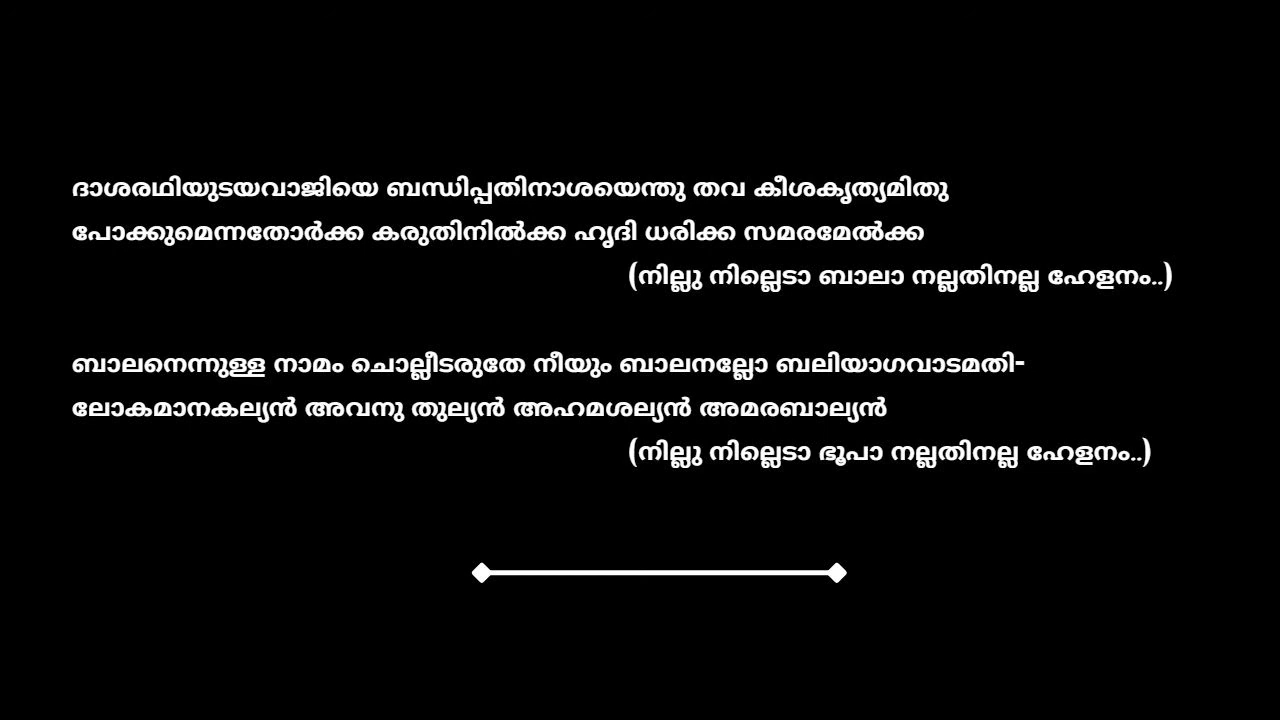 ദാശരഥിയുടയവാജിയെ ബന്ധിപ്പതിനാശയെന്തു തവ കീശകൃത്യമിതു
പോക്കുമെന്നതോർക്ക കരുതിനിൽക്ക ഹൃദി ധരിക്ക സമരമേൽക്ക
(നില്ലു നില്ലെടാ ബാലാ നല്ലതിനല്ല ഹേളനം..)
ബാലനെന്നുള്ള നാമം ചൊല്ലീടരുതേ നീയും ബാലനല്ലോ ബലിയാഗവാടമതി-
ലോകമാനകല്യൻ അവനു തുല്യൻ അഹമശല്യൻ അമരബാല്യൻ
(നില്ലു നില്ലെടാ ഭൂപാ നല്ലതിനല്ല ഹേളനം..)